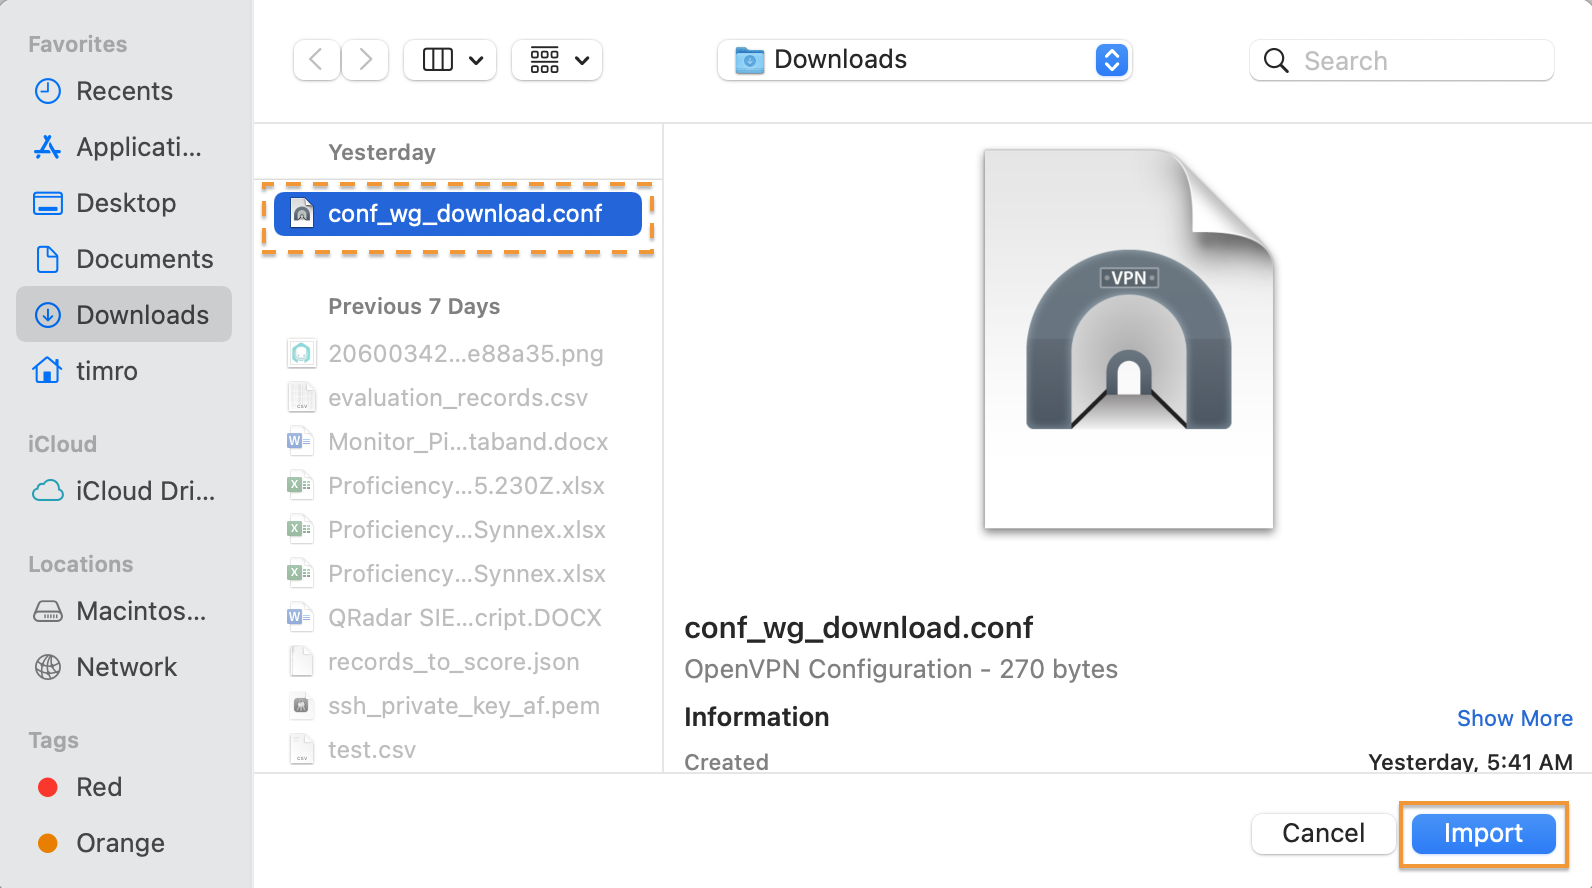 Favorites
Recents
Applicati...
Desktop
Documents
Downloads
timro
iCloud
iCloud Dri...
Locations
Macintos...
Network
Tags
Red
Orange
Downloads
Search
Yesterday
conf_wg_download.conf
Previous 7 Days
20600342...e88a35.png
evaluation_records.csv
Monitor_Pi...taband.docx
Proficiency...5.230Z.xlsx
Proficiency...Synnex.xlsx
Proficiency...Synnex.xlsx
QRadar SIE...cript.DOCX
records_to_score.json
ssh_private_key_af.pem
test.csv
VPN
conf_wg_download.conf
OpenVPN Configuration - 270 bytes
Information
Show More
Created
Yesterday, 5:41 AM
Cancel
Import